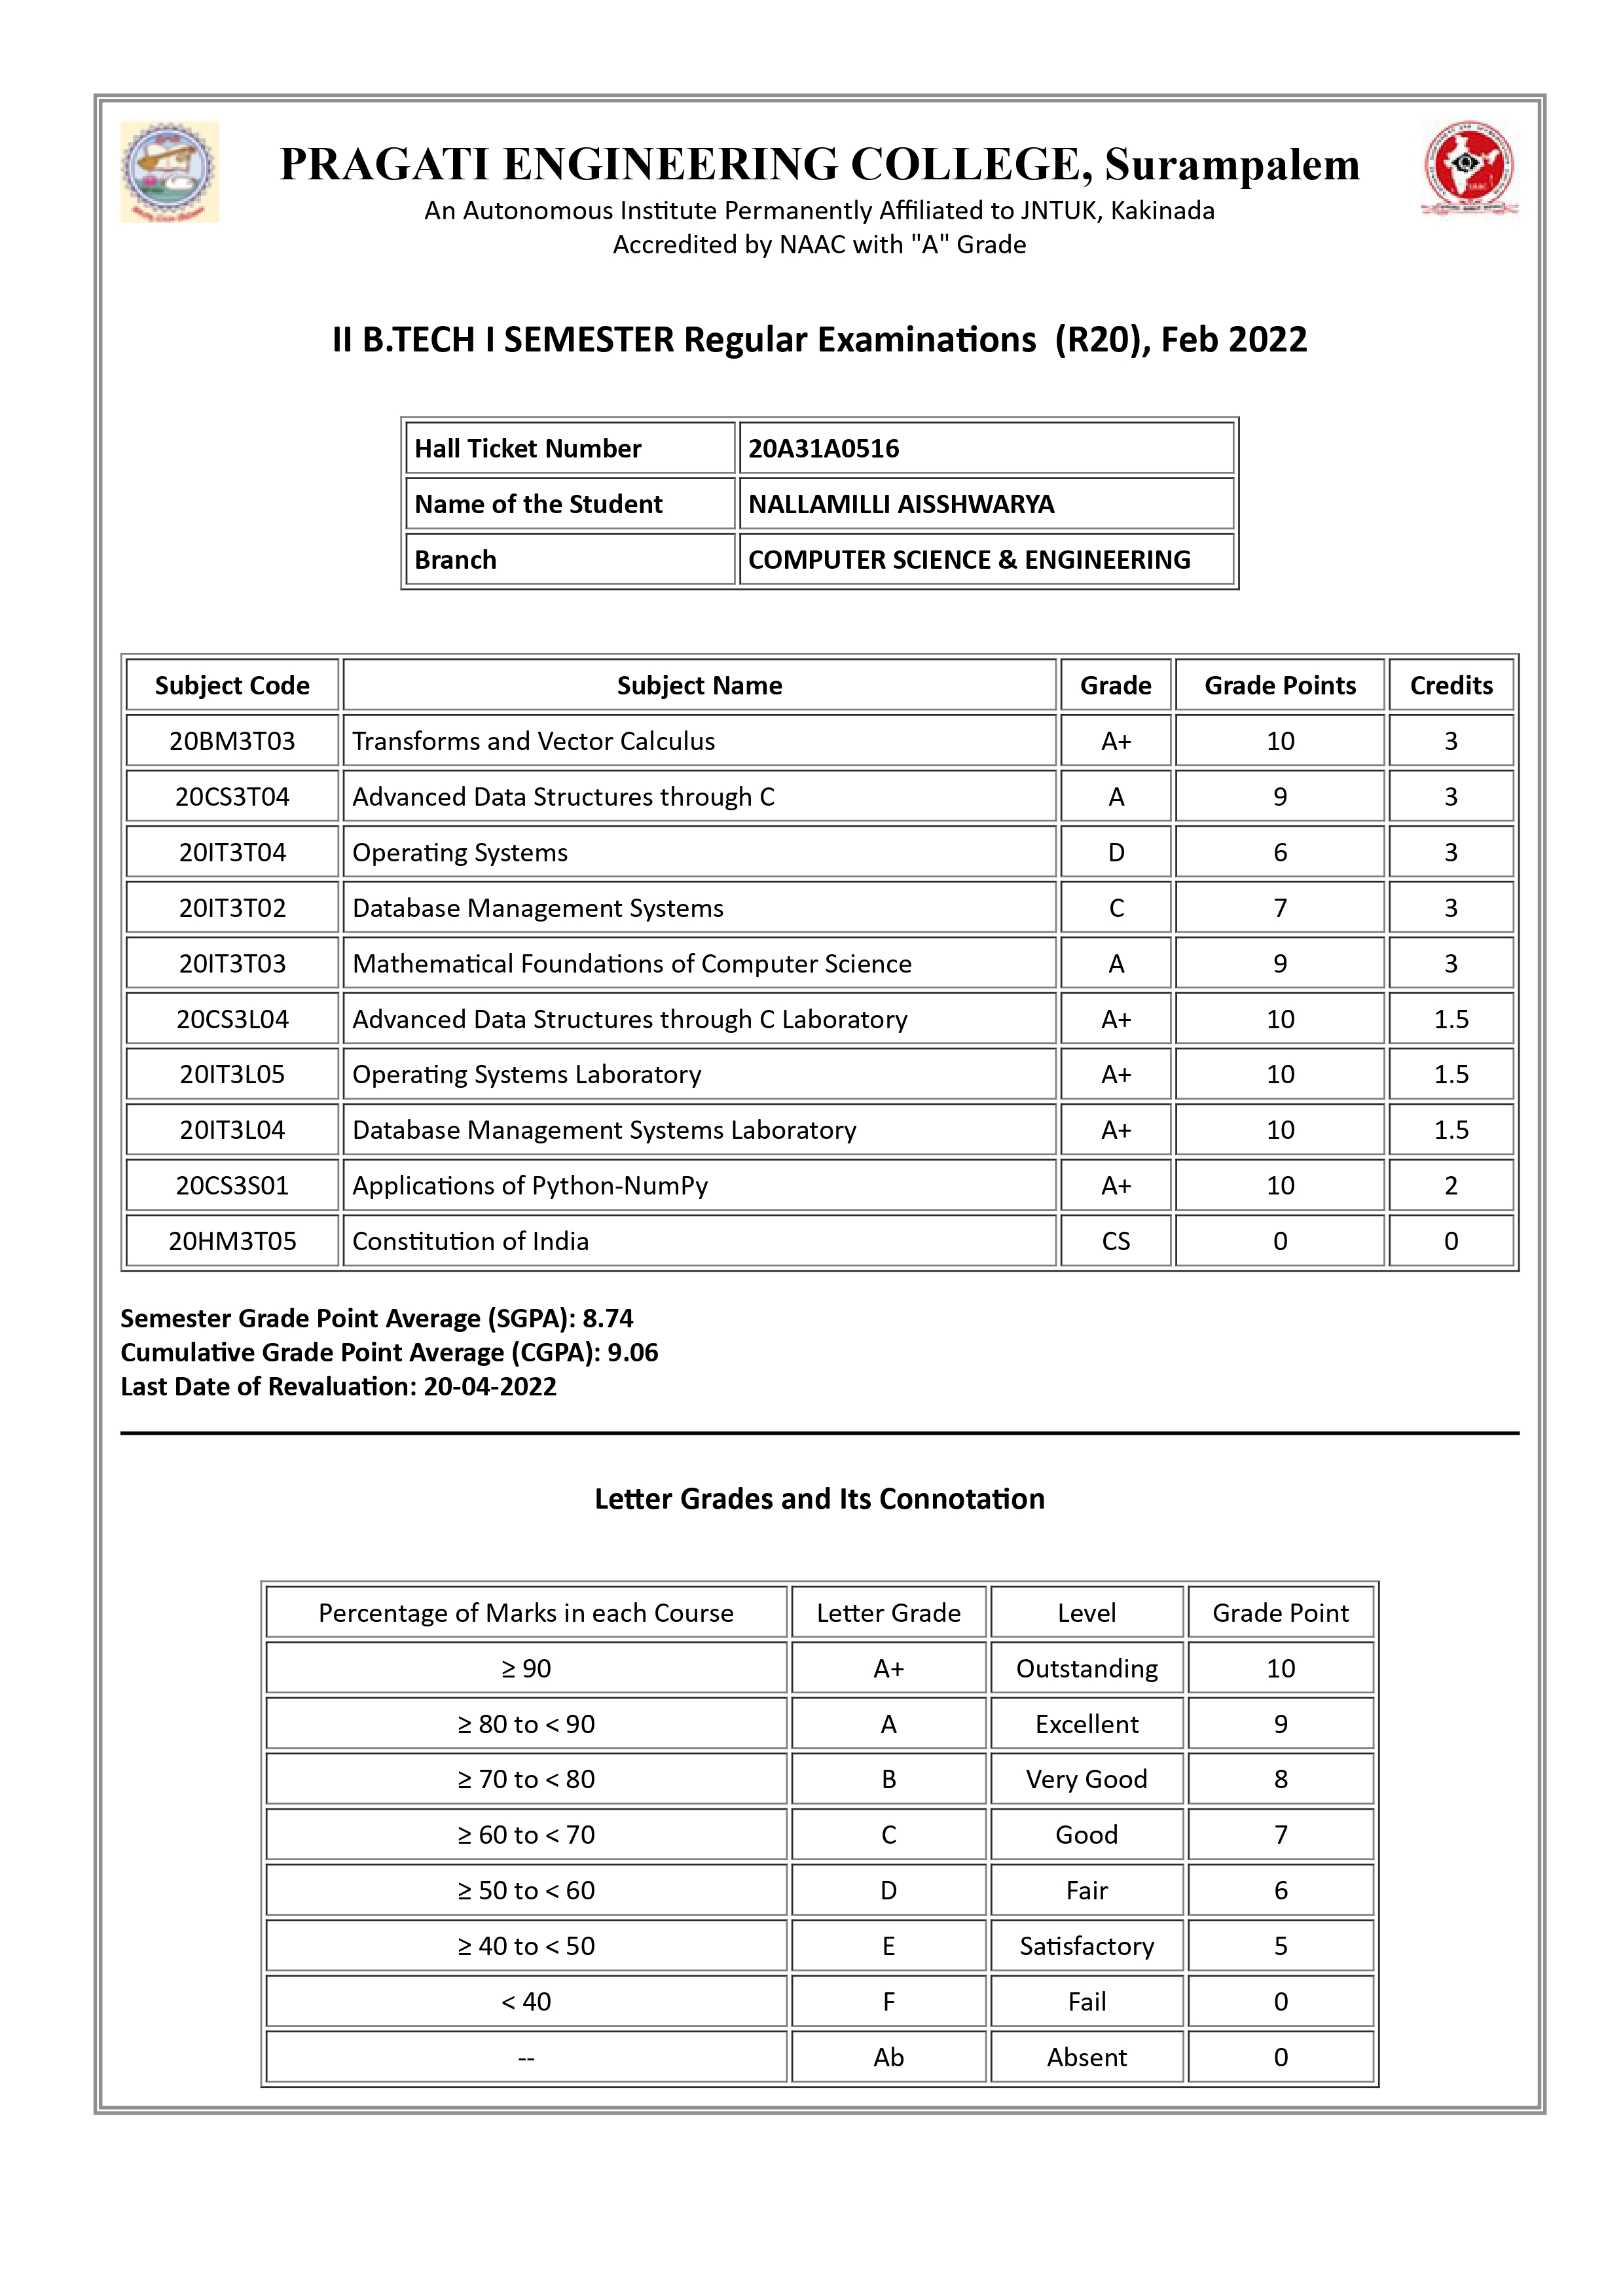 PRAGATI ENGINEERING COLLEGE, Surampalem
An Autonomous Institute Permanently Affiliated to JNTUK, Kakinada
Accredited by NAAC with "A" Grade
II B.TECH I SEMESTER Regular Examinations (R20), Feb 2022
Hall Ticket Number 20A31A0516
Name of the Student NALLAMILLI AISSHWARYA
Branch COMPUTER SCIENCE & ENGINEERING
Subject Code Subject Name Grade Grade Points Credits
20BM3T03 Transforms and Vector Calculus A+ 10 3
20CS3T04 Advanced Data Structures through C A 9 3
20IT3T04 Operating Systems D 6 3
20IT3T02 Database Management Systems C 7 3
20IT3T03 Mathematical Foundations of Computer Science A 9 3
20CS3L04 Advanced Data Structures through C Laboratory A+ 10 1.5
20IT3L05 Operating Systems Laboratory A+ 10 1.5
20IT3L04 Database Management Systems Laboratory A+ 10 1.5
20CS3S01 Applications of Python-NumPy A+ 10 2
20HM3T05 Constitution of India CS 0 0
Semester Grade Point Average (SGPA): 8.74
Cumulative Grade Point Average (CGPA): 9.06
Last Date of Revaluation: 20-04-2022
Letter Grades and Its Connotation
Percentage of Marks in each Course Letter Grade Level Grade Point
≥ 90 A+ Outstanding 10
≥ 80 to < 90 A Excellent 9
≥ 70 to < 80 B Very Good 8
≥ 60 to < 70 C Good 7
≥ 50 to < 60 D Fair 6
≥ 40 to < 50 E Satisfactory 5
< 40 F Fail 0
-- Ab Absent 0